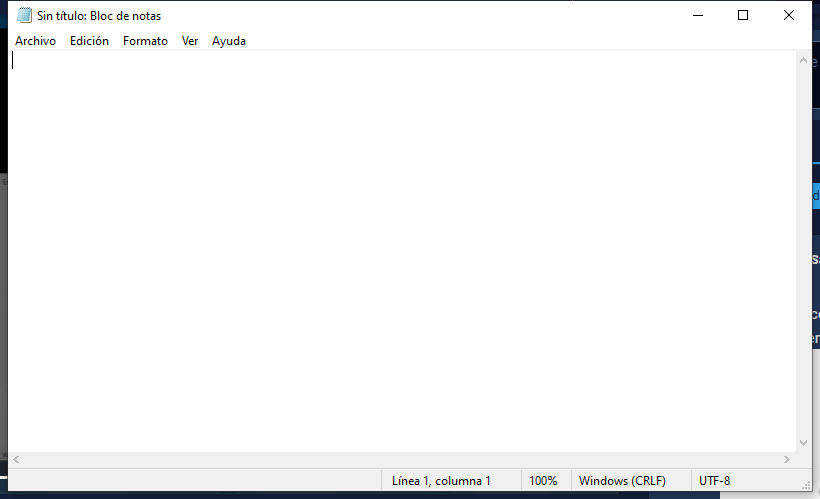 Sin título: Bloc de notas
Archivo Edición Formato Ver Ayuda
Línea 1, columna 1 100% Windows (CRLF) UTF-8